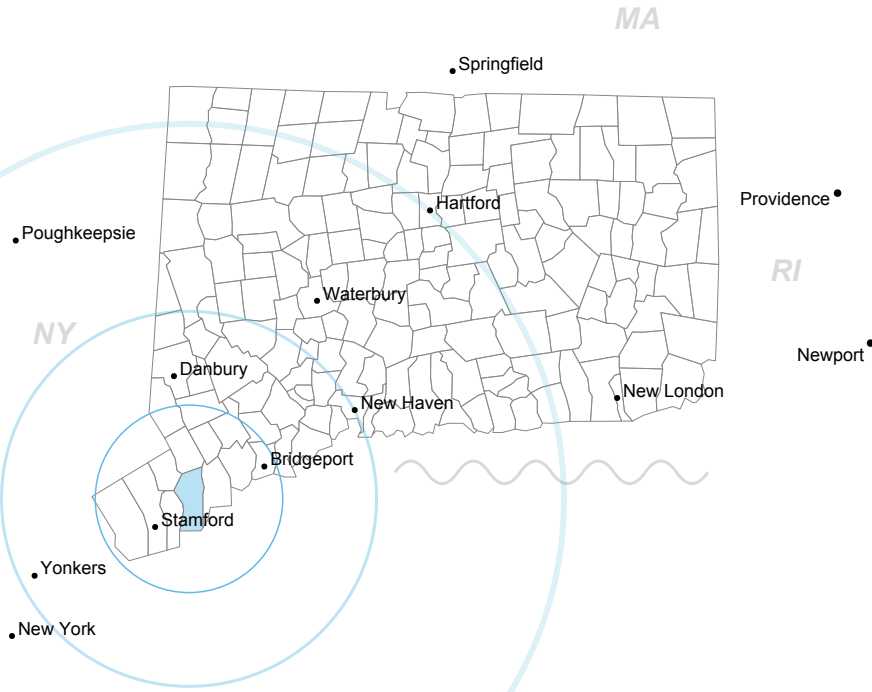 MA
Springfield
Providence
Hartford
Poughkeepsie
RI
Waterbury
NY
Newport
Danbury
New London
New Haven
Bridgeport
Stamford
Yonkers
New York